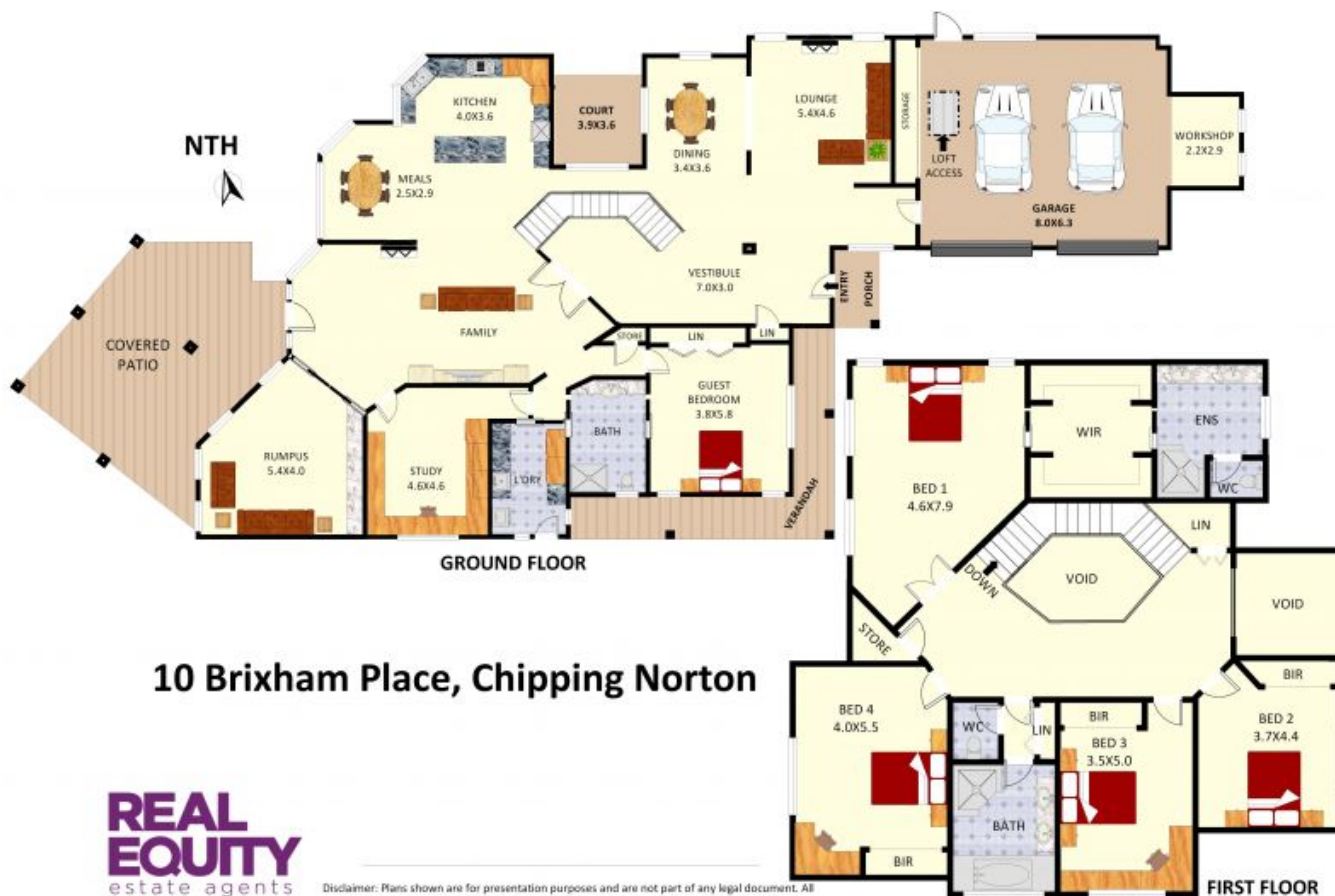 NTH
KITCHEN
4.0X3.6
COURT
3.9X3.6
DINING
3.4X3.6
LOUNGE
5.4X4.6
STORAGE
LOFT
ACCESS
GARAGE
8.0X6.3
WORKSHOP
2.2X2.9
MEALS
2.5X2.9
VESTIBULE
7.0X3.0
ENTRY
PORCH
FAMILY
STORE
LIN
LIN
COVERED
PATIO
GUEST
BEDROOM
3.8X5.8
BATH
RUMPUS
5.4X4.0
STUDY
4.6X4.6
L'DRY
VERANDAH
GROUND FLOOR
BED 1
4.6X7.9
WIR
ENS
WC
LIN
DOWN
VOID
VOID
STORE
BED 4
4.0X5.5
WC
LIN
BIR
BED 3
3.5X5.0
BIR
BED 2
3.7X4.4
BATH
BIR
FIRST FLOOR
10 Brixham Place, Chipping Norton
REAL
EQUITY
estate agents
Disclaimer: Plans shown are for presentation purposes and are not part of any legal document. All